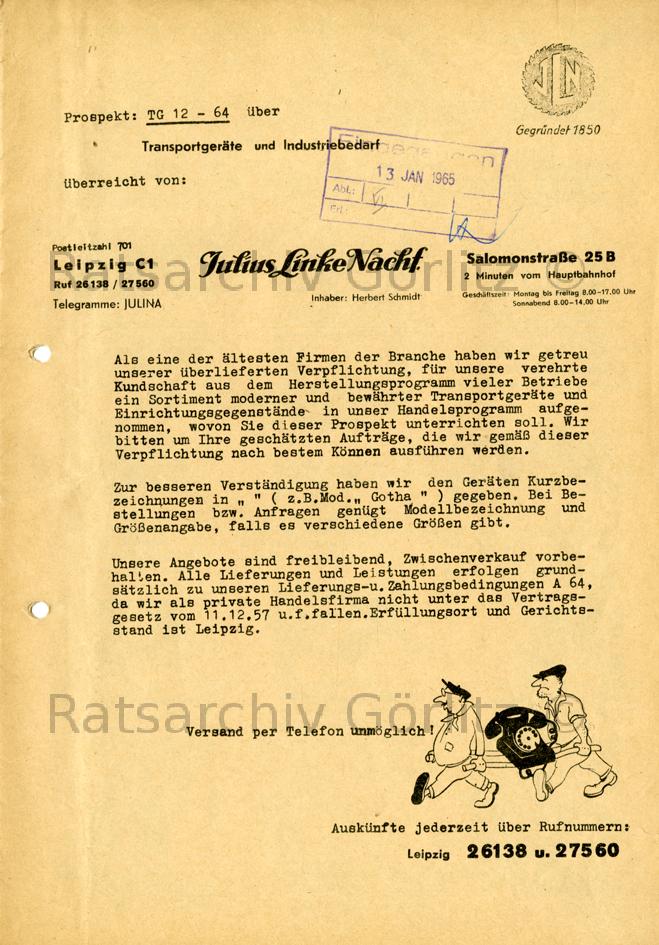 JLN
Gegründet 1850
Prospekt: TG 12 - 64 über
Transportgeräte und Industriebedarf
überreicht von:
Eingegangen
13 JAN 1965
Abt.:
Erl.:
Postleitzahl 701
Leipzig C1
Ruf 26138 / 27560
Telegramme: JULINA
Julius Linke Nachf.
Inhaber: Herbert Schmidt
Salomonstraße 25 B
2 Minuten vom Hauptbahnhof
Geschäftszeit: Montag bis Freitag 8.00–17.00 Uhr
Sonnabend 8.00–14.00 Uhr
Ratsarchiv Görlitz ©
Als eine der ältesten Firmen der Branche haben wir getreu
unserer überlieferten Verpflichtung, für unsere verehrte
Kundschaft aus dem Herstellungsprogramm vieler Betriebe
ein Sortiment moderner und bewährter Transportgeräte und
Einrichtungsgegenstände in unser Handelsprogramm aufge-
nommen, wovon Sie dieser Prospekt unterrichten soll. Wir
bitten um Ihre geschätzten Aufträge, die wir gemäß dieser
Verpflichtung nach bestem Können ausführen werden.
Zur besseren Verständigung haben wir den Geräten Kurzbe-
zeichnungen in „ " ( z.B.Mod.„ Gotha " ) gegeben. Bei Be-
stellungen bzw. Anfragen genügt Modellbezeichnung und
Größenangabe, falls es verschiedene Größen gibt.
Unsere Angebote sind freibleibend, Zwischenverkauf vorbe-
halten. Alle Lieferungen und Leistungen erfolgen grund-
sätzlich zu unseren Lieferungs-u.Zahlungsbedingungen A 64,
da wir als private Handelsfirma nicht unter das Vertrags-
gesetz vom 11.12.57 u.f.fallen.Erfüllungsort und Gerichts-
stand ist Leipzig.
Ratsarchiv Görlitz ©
Versand per Telefon unmöglich!
Auskünfte jederzeit über Rufnummern:
Leipzig 26138 u. 27560